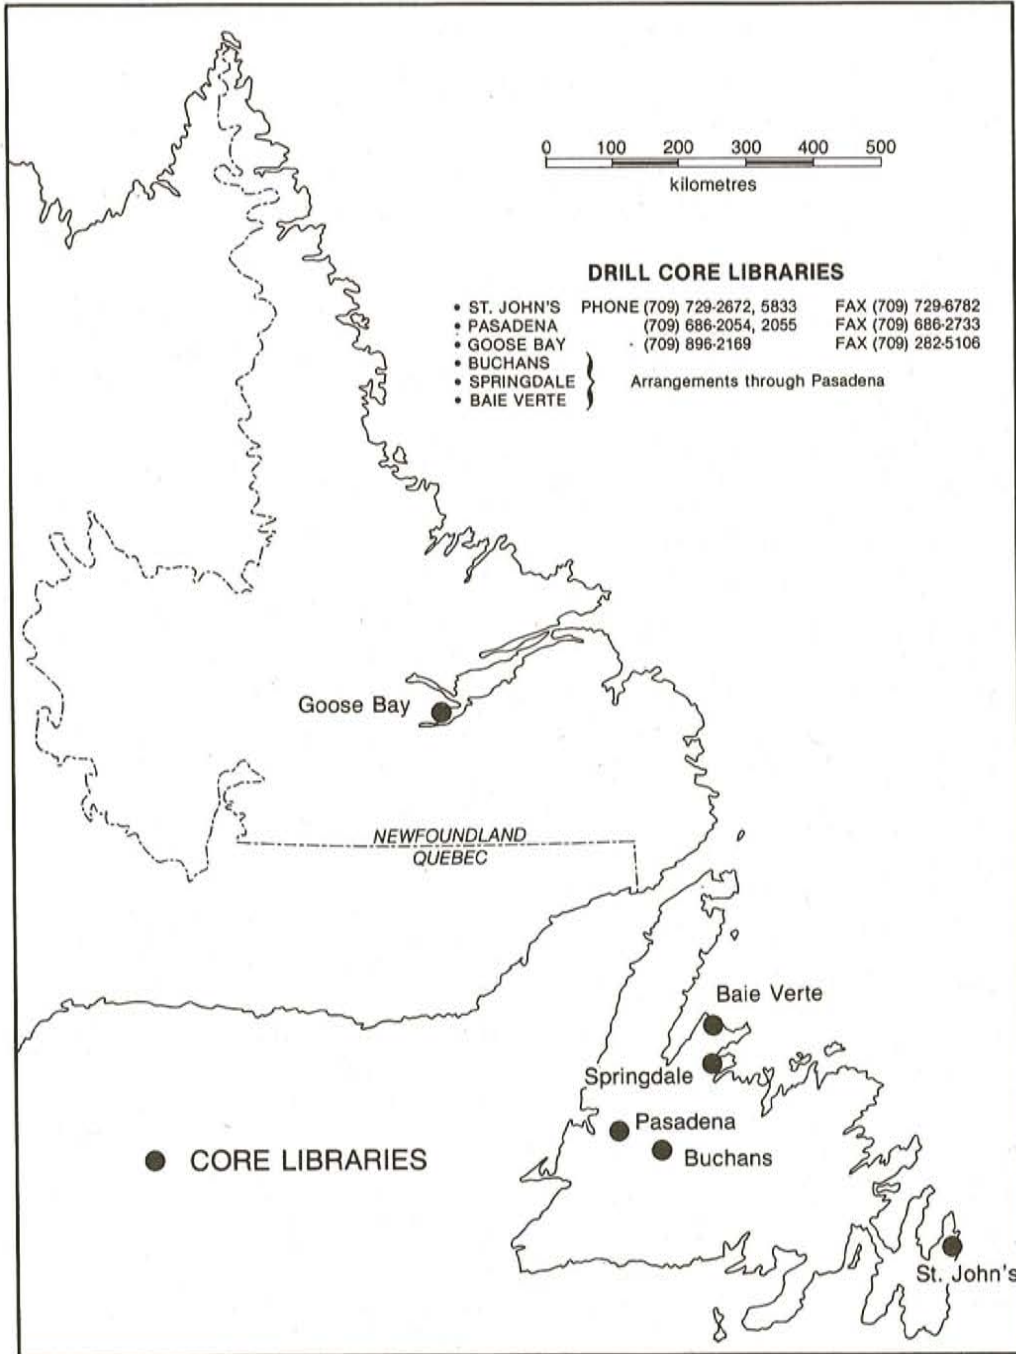 0 100 200 300 400 500
kilometres
DRILL CORE LIBRARIES
• ST. JOHN'S PHONE (709) 729-2672, 5833 FAX (709) 729-6782
• PASADENA (709) 686-2054, 2055 FAX (709) 686-2733
• GOOSE BAY (709) 896-2169 FAX (709) 282-5106
• BUCHANS
• SPRINGDALE Arrangements through Pasadena
• BAIE VERTE
Goose Bay
NEWFOUNDLAND
QUEBEC
Baie Verte
Springdale
Pasadena
Buchans
CORE LIBRARIES
St. John's